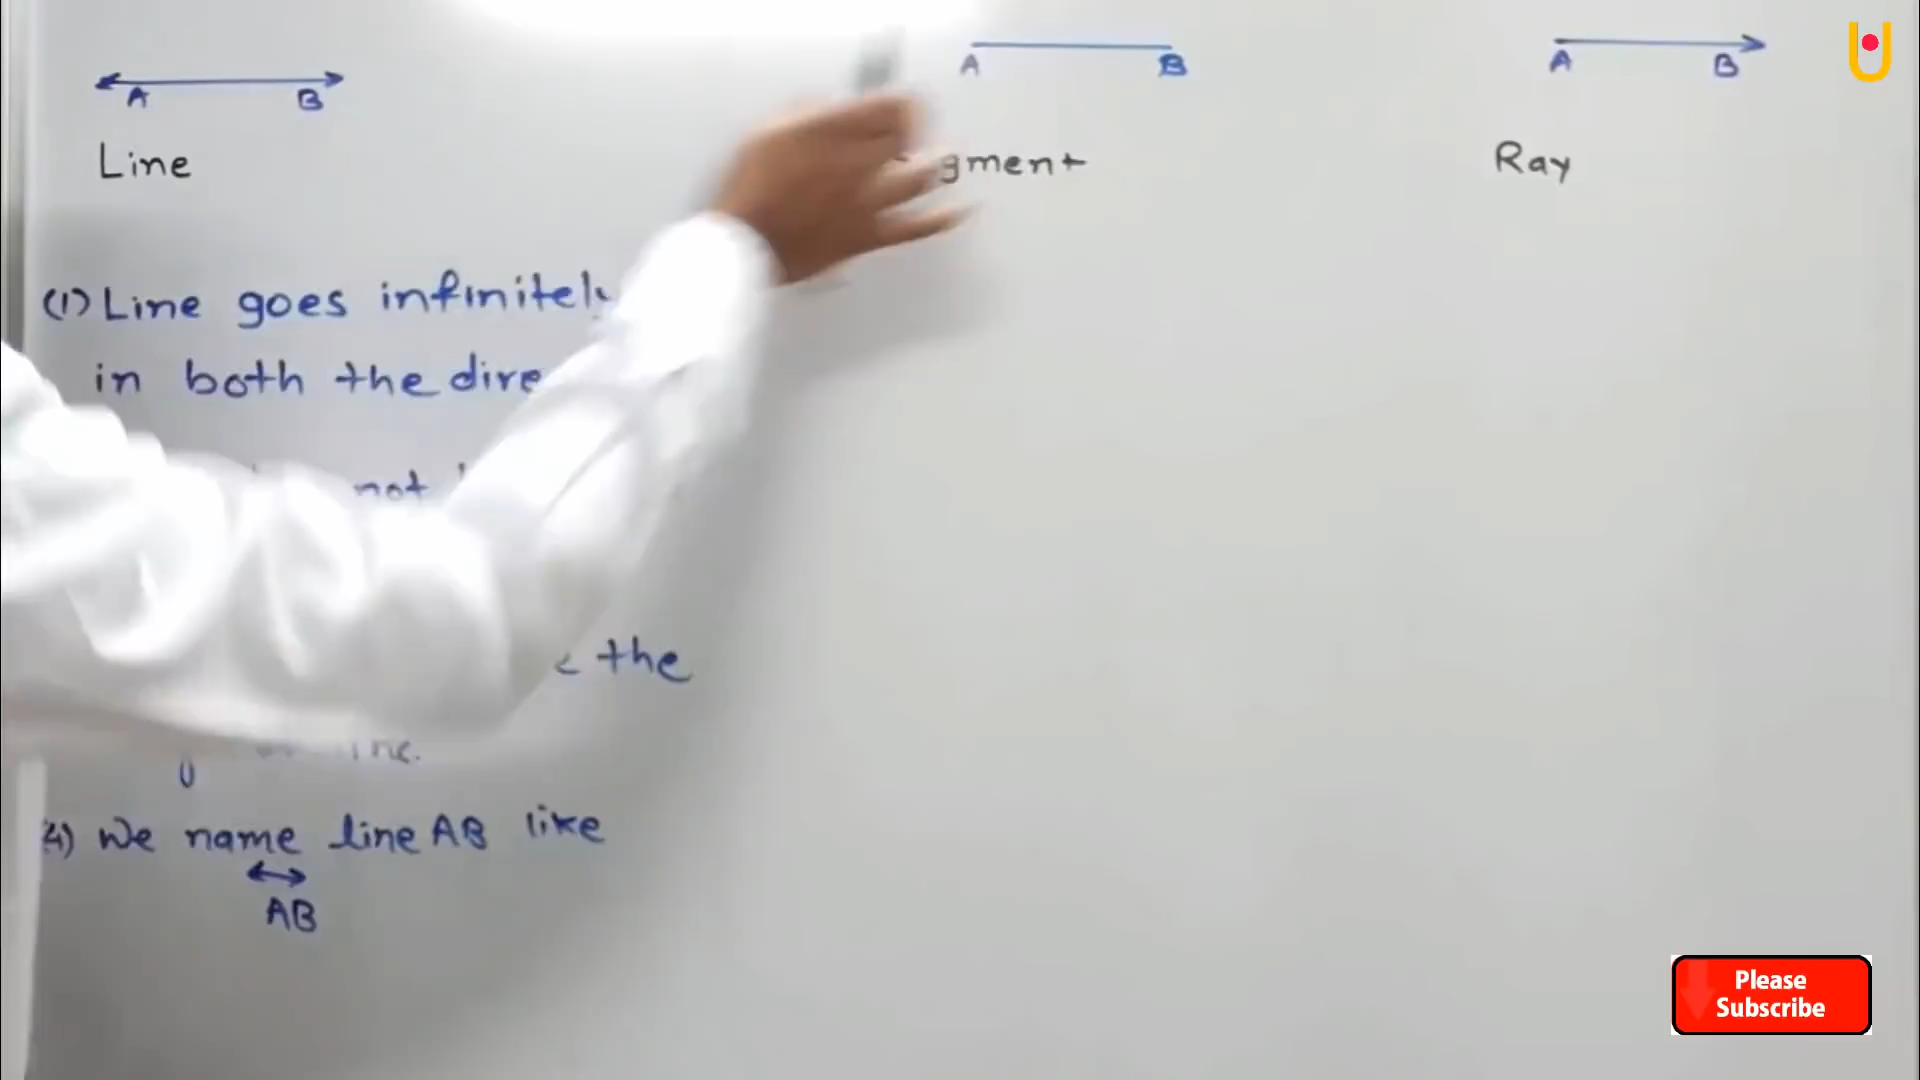 A B
A B
A B
Line
gment
Ray
(1) Line goes infinitely
in both the dire
not
the
4) We name line AB like
AB
Please
Subscribe